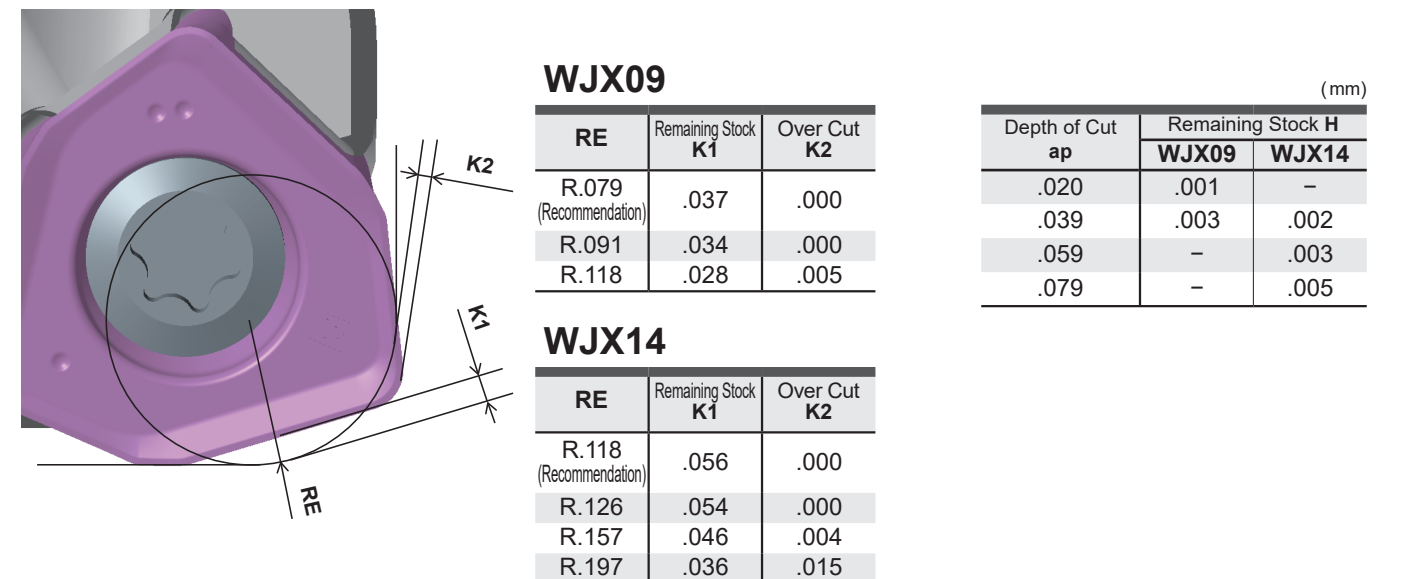 K2
K1
RE
WJX09
RE Remaining Stock K1 Over Cut K2
R.079 (Recommendation) .037 .000
R.091 .034 .000
R.118 .028 .005
WJX14
RE Remaining Stock K1 Over Cut K2
R.118 (Recommendation) .056 .000
R.126 .054 .000
R.157 .046 .004
R.197 .036 .015
(mm)
Depth of Cut ap Remaining Stock H
WJX09 WJX14
.020 .001 –
.039 .003 .002
.059 – .003
.079 – .005